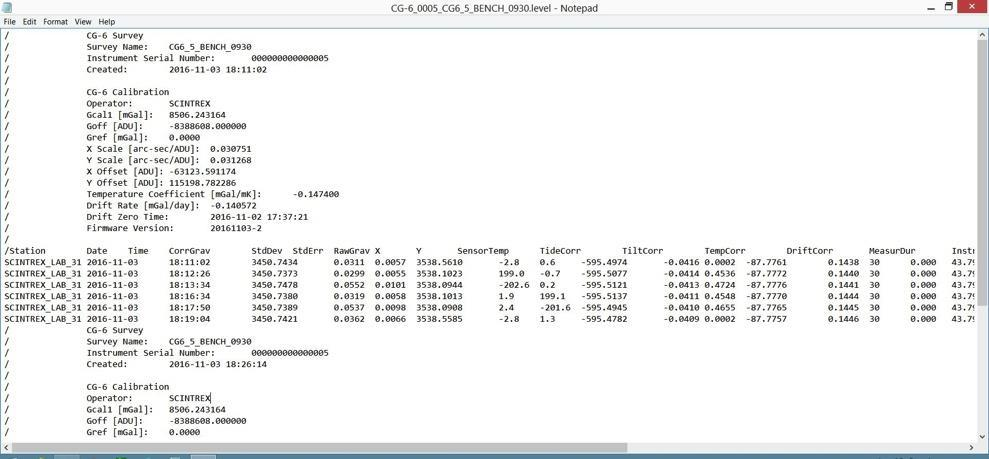 CG-6_0005_CG6_5_BENCH_0930.level - Notepad
File Edit Format View Help
/ CG-6 Survey
/ Survey Name: CG6_5_BENCH_0930
/ Instrument Serial Number: 000000000000005
/ Created: 2016-11-03 18:11:02
/
/ CG-6 Calibration
/ Operator: SCINTREX
/ Gcal1 [mGal]: 8506.243164
/ Goff [ADU]: -8388608.000000
/ Gref [mGal]: 0.0000
/ X Scale [arc-sec/ADU]: 0.030751
/ Y Scale [arc-sec/ADU]: 0.031268
/ X Offset [ADU]: -63123.591174
/ Y Offset [ADU]: 115198.782286
/ Temperature Coefficient [mGal/mK]: -0.147400
/ Drift Rate [mGal/day]: -0.140572
/ Drift Zero Time: 2016-11-02 17:37:21
/ Firmware Version: 20161103-2
/
/Station Date Time CorrGrav StdDev StdErr RawGrav X Y SensorTemp TideCorr TiltCorr TempCorr DriftCorr MeasurDur Instr
SCINTREX_LAB_31 2016-11-03 18:11:02 3450.7434 0.0311 0.0057 3538.5610 -2.8 0.6 -595.4974 -0.0416 0.0002 -87.7761 0.1438 30 0.000 43.79
SCINTREX_LAB_31 2016-11-03 18:12:26 3450.7373 0.0299 0.0055 3538.1023 199.0 -0.7 -595.5077 -0.0414 0.4536 -87.7772 0.1440 30 0.000 43.79
SCINTREX_LAB_31 2016-11-03 18:13:34 3450.7478 0.0552 0.0101 3538.0944 -202.6 0.2 -595.5121 -0.0413 0.4724 -87.7776 0.1441 30 0.000 43.79
SCINTREX_LAB_31 2016-11-03 18:16:34 3450.7380 0.0319 0.0058 3538.1013 1.9 199.1 -595.5137 -0.0411 0.4548 -87.7770 0.1444 30 0.000 43.79
SCINTREX_LAB_31 2016-11-03 18:17:50 3450.7389 0.0537 0.0098 3538.0908 2.4 -201.6 -595.4945 -0.0410 0.4655 -87.7765 0.1445 30 0.000 43.79
SCINTREX_LAB_31 2016-11-03 18:19:04 3450.7421 0.0362 0.0066 3538.5585 -2.8 1.3 -595.4782 -0.0409 0.0002 -87.7757 0.1446 30 0.000 43.79
/ CG-6 Survey
/ Survey Name: CG6_5_BENCH_0930
/ Instrument Serial Number: 000000000000005
/ Created: 2016-11-03 18:26:14
/
/ CG-6 Calibration
/ Operator: SCINTREX
/ Gcal1 [mGal]: 8506.243164
/ Goff [ADU]: -8388608.000000
/ Gref [mGal]: 0.0000